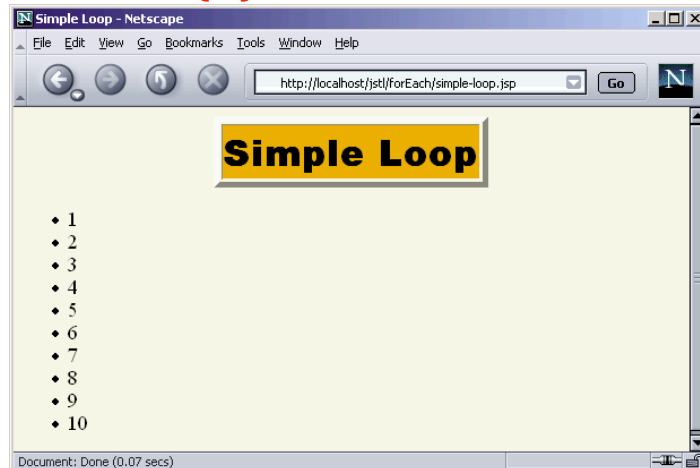 Simple Loop - Netscape
File Edit View Go Bookmarks Tools Window Help
http://localhost/jstl/forEach/simple-loop.jsp Go N
Simple Loop
• 1
• 2
• 3
• 4
• 5
• 6
• 7
• 8
• 9
• 10
Document: Done (0.07 secs)